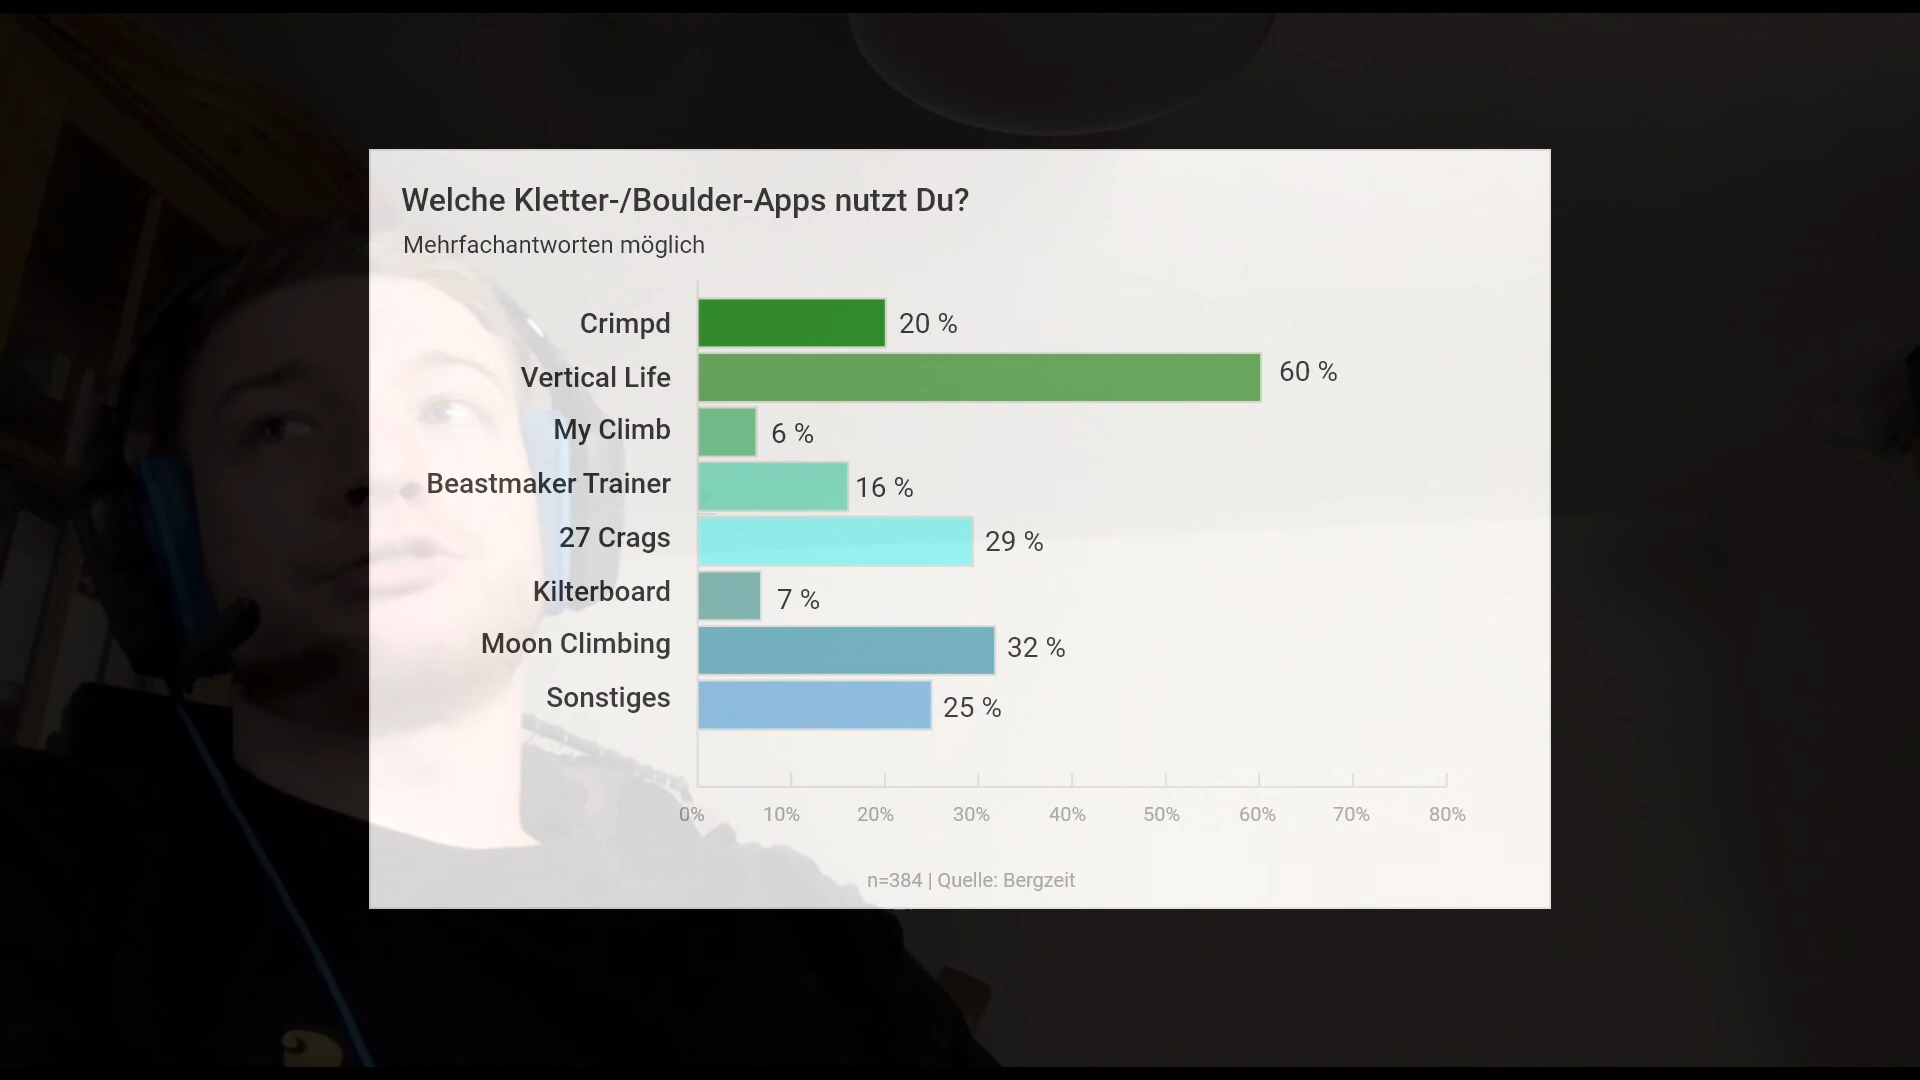 Welche Kletter-/Boulder-Apps nutzt Du?
Mehrfachantworten möglich
Crimpd 20 %
Vertical Life 60 %
My Climb 6 %
Beastmaker Trainer 16 %
27 Crags 29 %
Kilterboard 7 %
Moon Climbing 32 %
Sonstiges 25 %
0% 10% 20% 30% 40% 50% 60% 70% 80%
n=384 | Quelle: Bergzeit